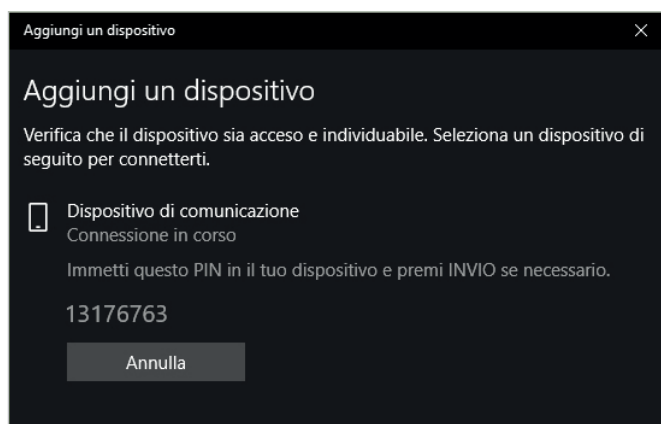 Aggiungi un dispositivo
Aggiungi un dispositivo
Verifica che il dispositivo sia acceso e individuabile. Seleziona un dispositivo di
seguito per connetterti.
Dispositivo di comunicazione
Connessione in corso
Immetti questo PIN in il tuo dispositivo e premi INVIO se necessario.
13176763
Annulla